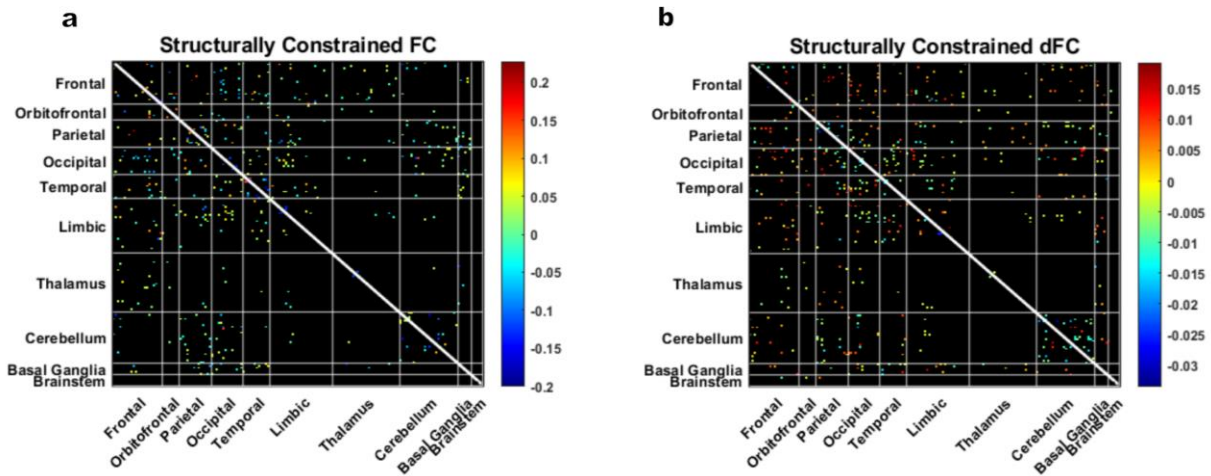 a
Structurally Constrained FC
Frontal
Orbitofrontal
Parietal
Occipital
Temporal
Limbic
Thalamus
Cerebellum
Basal Ganglia
Brainstem
Frontal
Orbitofrontal
Parietal
Occipital
Temporal
Limbic
Thalamus
Cerebellum
Basal Ganglia
Brainstem
0.2
0.15
0.1
0.05
0
-0.05
-0.1
-0.15
-0.2
b
Structurally Constrained dFC
Frontal
Orbitofrontal
Parietal
Occipital
Temporal
Limbic
Thalamus
Cerebellum
Basal Ganglia
Brainstem
Frontal
Orbitofrontal
Parietal
Occipital
Temporal
Limbic
Thalamus
Cerebellum
Basal Ganglia
Brainstem
0.015
0.01
0.005
0
-0.005
-0.01
-0.015
-0.02
-0.025
-0.03